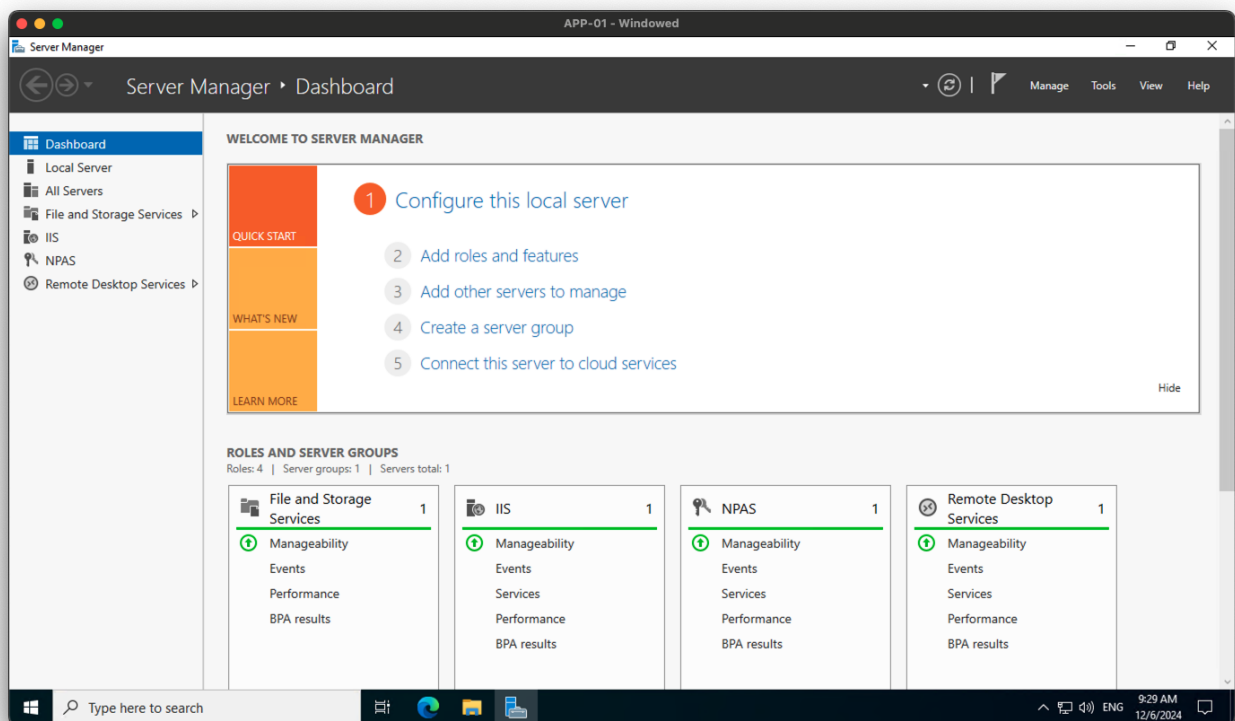 APP-01 - Windowed
Server Manager
Server Manager ‣ Dashboard
Manage Tools View Help
Dashboard
Local Server
All Servers
File and Storage Services
IIS
NPAS
Remote Desktop Services
WELCOME TO SERVER MANAGER
QUICK START
WHAT'S NEW
LEARN MORE
1 Configure this local server
2 Add roles and features
3 Add other servers to manage
4 Create a server group
5 Connect this server to cloud services
Hide
ROLES AND SERVER GROUPS
Roles: 4 | Server groups: 1 | Servers total: 1
File and Storage
Services 1
Manageability
Events
Performance
BPA results
IIS 1
Manageability
Events
Services
Performance
BPA results
NPAS 1
Manageability
Events
Services
Performance
BPA results
Remote Desktop
Services 1
Manageability
Events
Services
Performance
BPA results
Type here to search
ENG
9:29 AM
12/6/2024